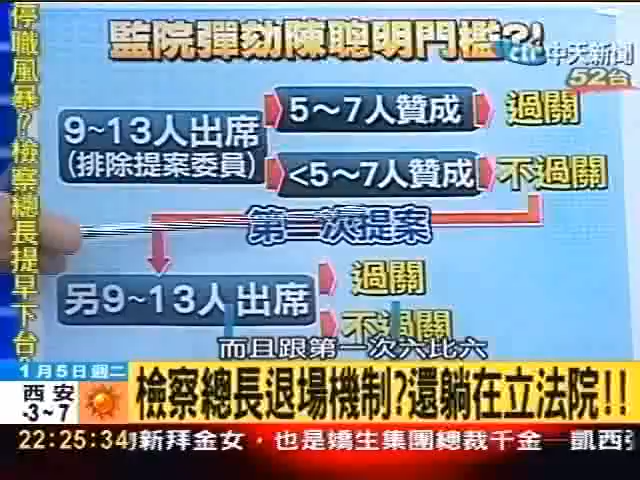 監院彈劾陳聰明門檻?!
CTi中天新聞
52台
停職風暴?檢察總長提早下台
9~13人出席
(排除提案委員)
5~7人贊成
過關
<5~7人贊成
不過關
第二次提案
另9~13人出席
過關
不過關
而且跟第一次六比六
1月5日週二
西安
-3~7
檢察總長退場機制?還躺在立法院!!
22:25:34
新拜金女,也是嬌生集團總裁千金—凱西